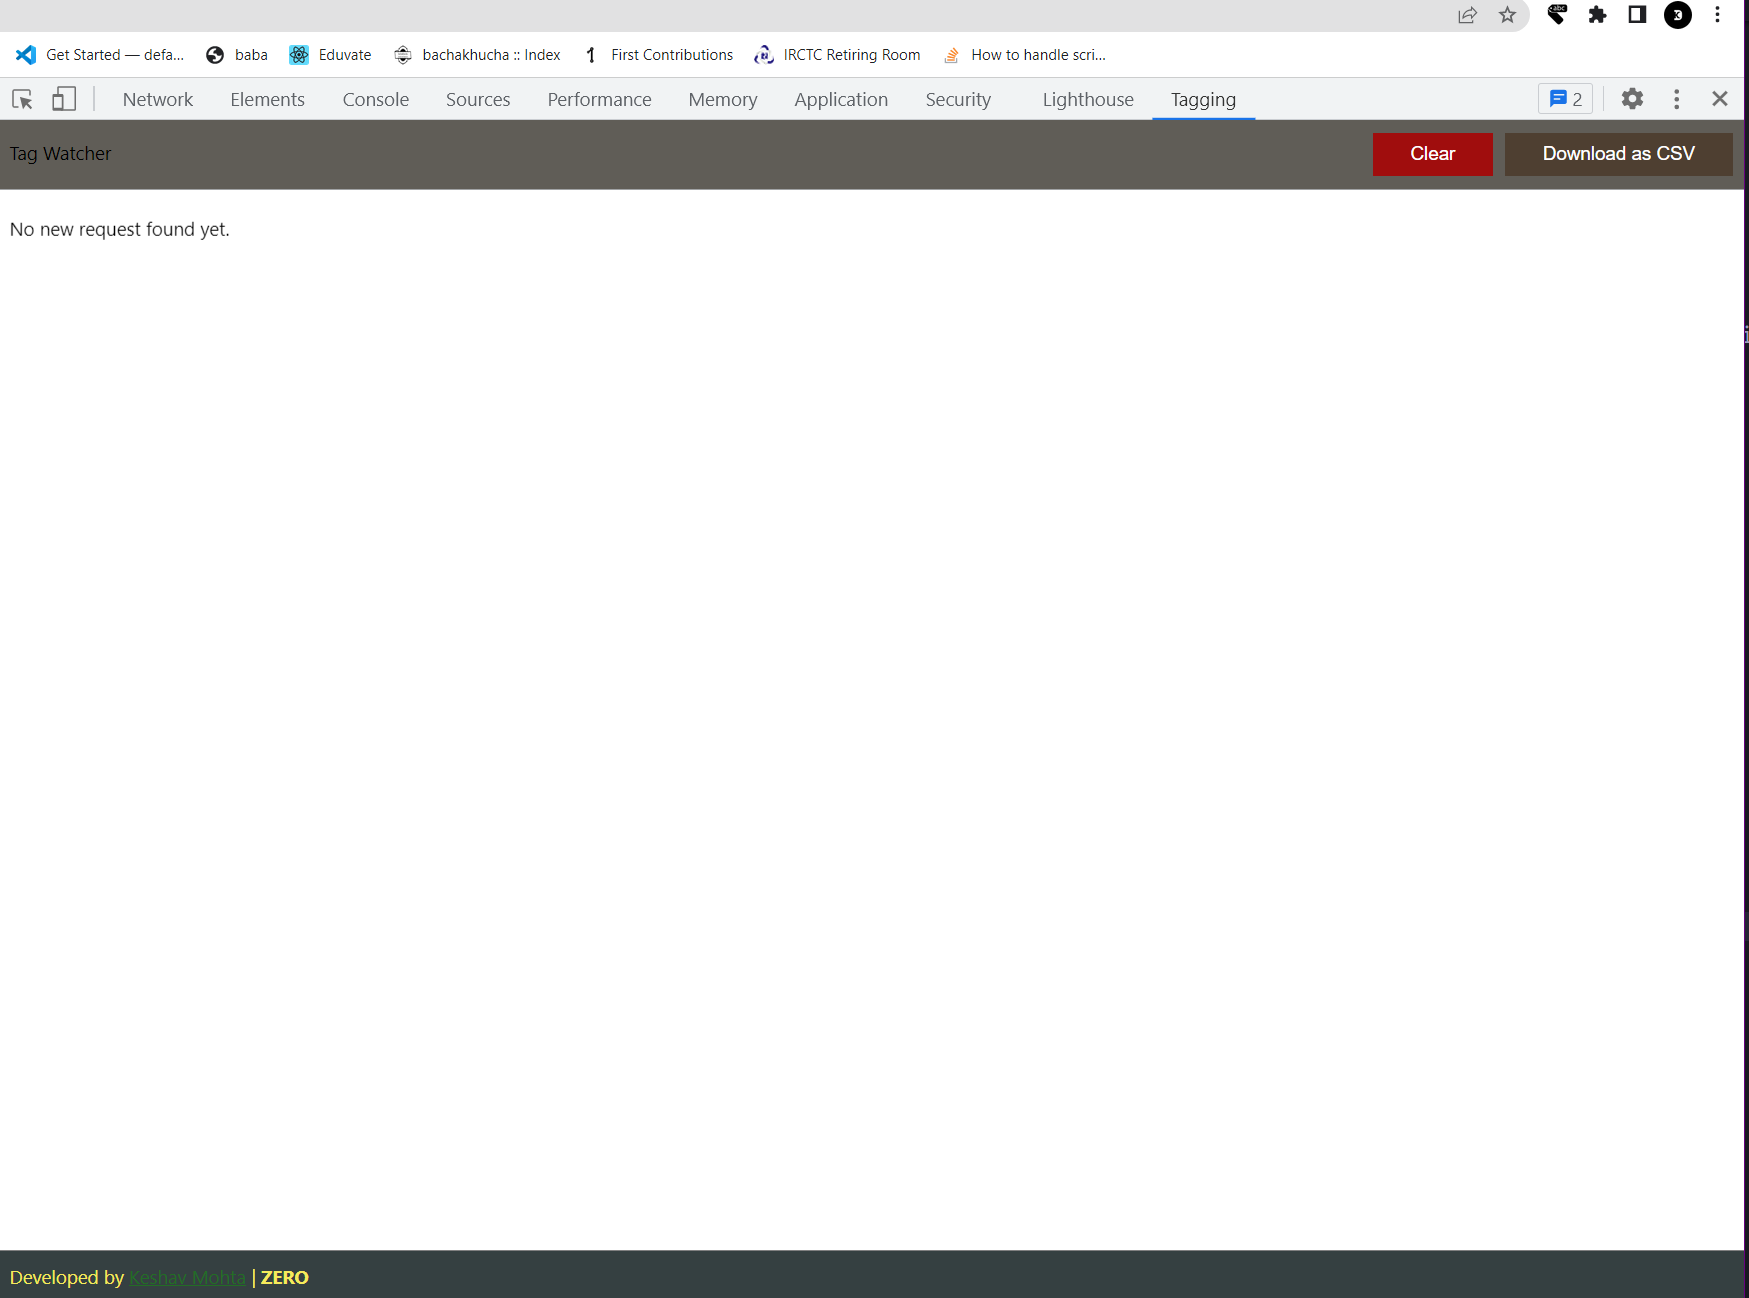 abc
Get Started — defa... baba Eduvate bachakhucha :: Index First Contributions IRCTC Retiring Room How to handle scri...
Network Elements Console Sources Performance Memory Application Security Lighthouse Tagging 2
Tag Watcher Clear Download as CSV
No new request found yet.
Developed by Keshav Mohta | ZERO